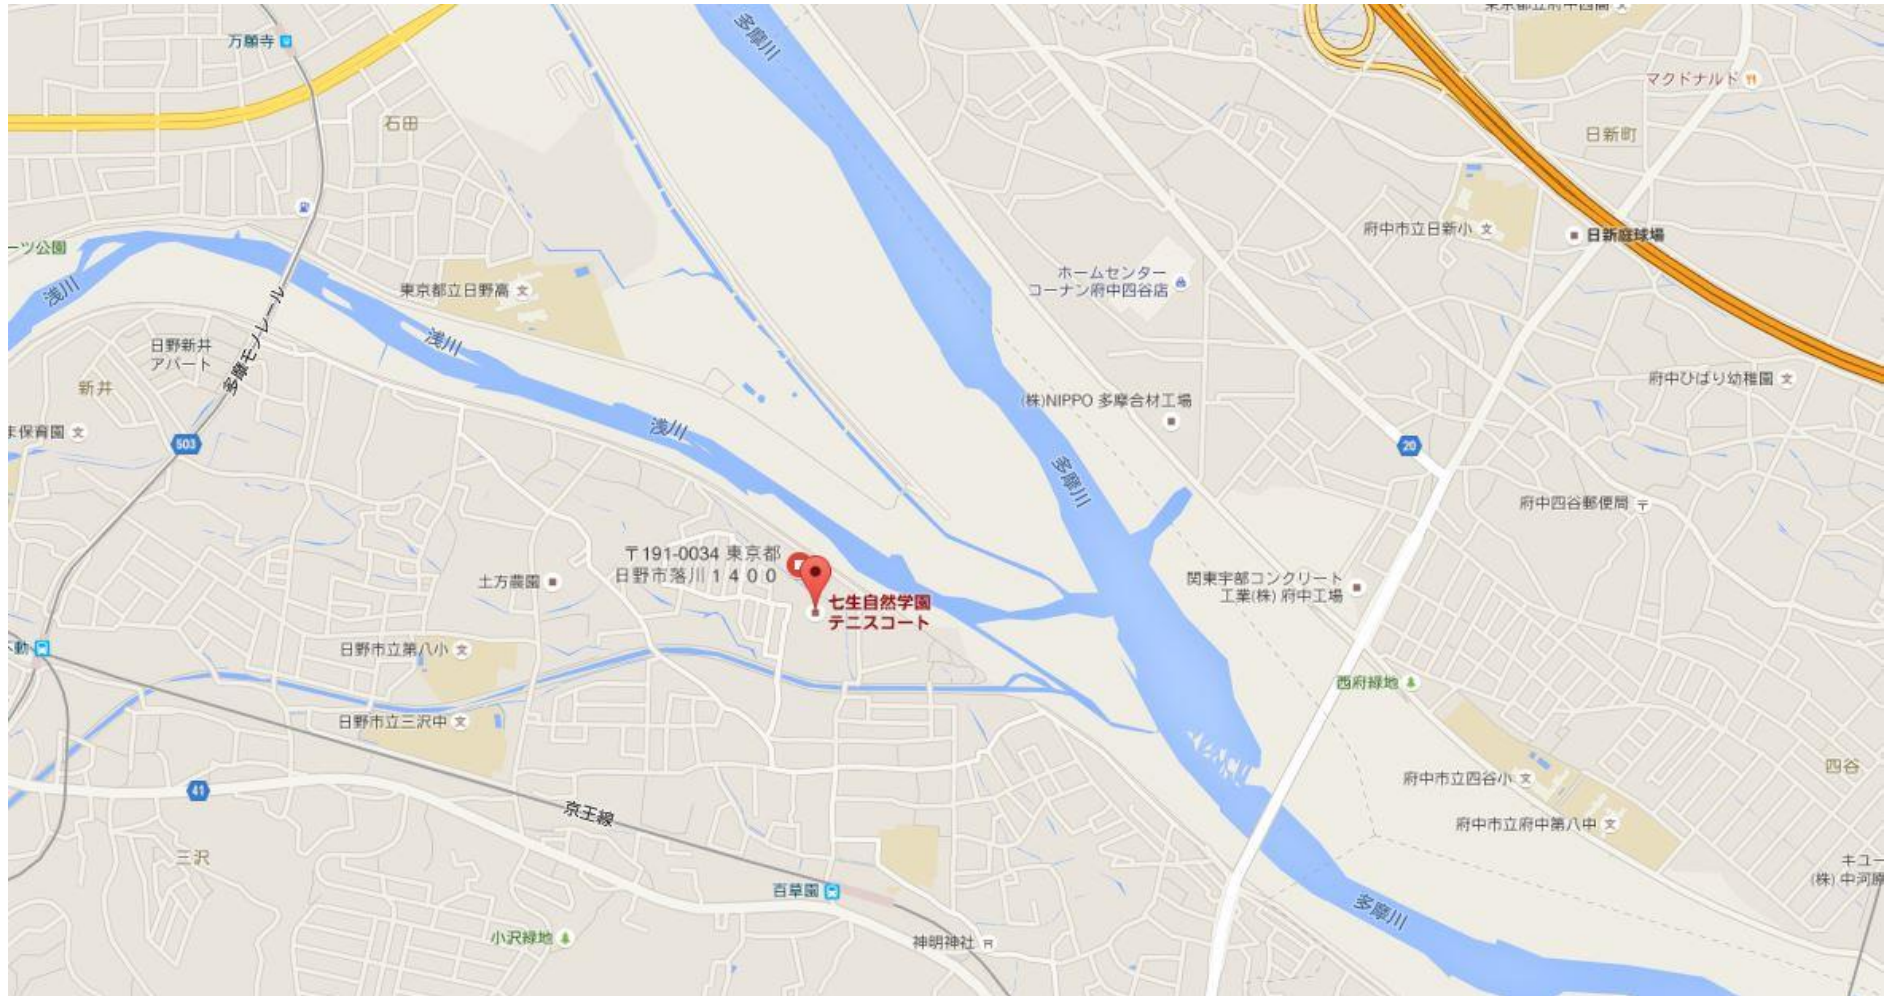 多摩川
東京都立府中西高
万願寺
マクドナルド
石田
日新町
府中市立日新小
日新庭球場
ーツ公園
浅川
東京都立日野高
ホームセンター
コーナン府中四谷店
浅川
日野新井
アパート
多摩モノレール
新井
府中ひばり幼稚園
(株)NIPPO 多摩合材工場
浅川
ま保育園
503
20
多摩川
府中四谷郵便局
〒191-0034 東京都
日野市落川1400
土方農園
七生自然学園
テニスコート
関東宇部コンクリート
工業(株) 府中工場
動
日野市立第八小
西府緑地
日野市立三沢中
四谷
府中市立四谷小
41
京王線
府中市立府中第八中
三沢
キユー
(株) 中河原
百草園
多摩川
小沢緑地
神明神社